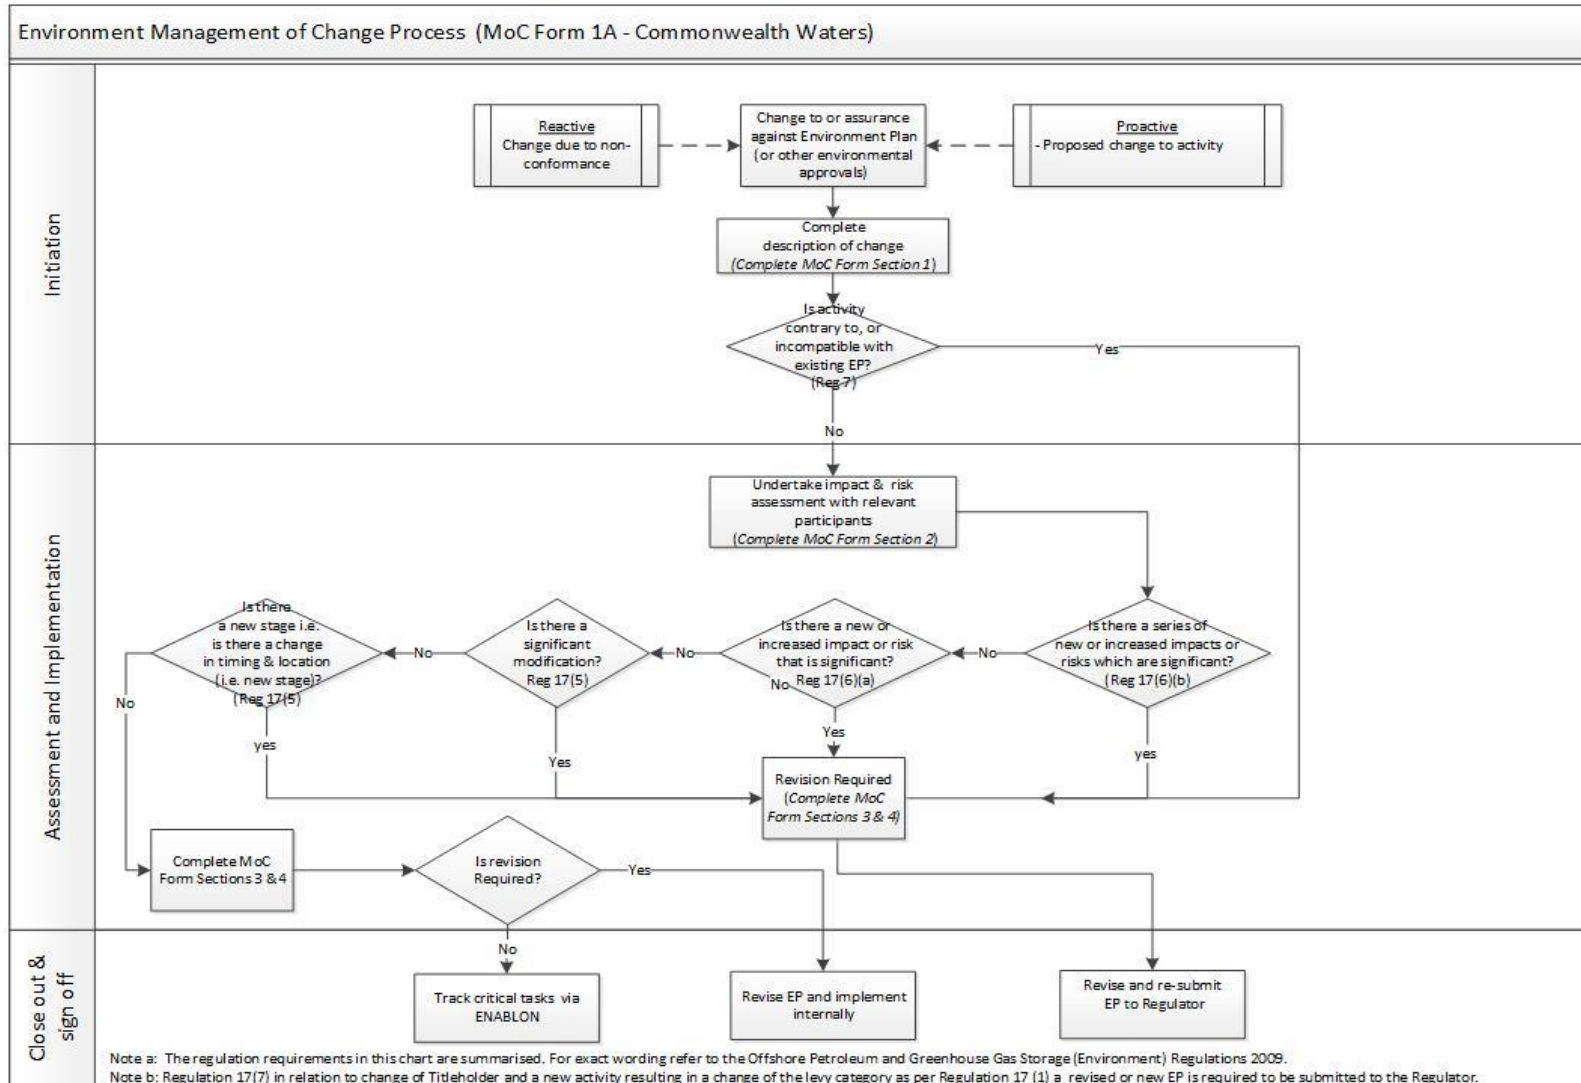 Environment Management of Change Process (MoC Form 1A - Commonwealth Waters)
Initiation
Reactive
Change due to non-
conformance
Change to or assurance
against Environment Plan
(or other environmental
approvals)
Proactive
- Proposed change to activity
Complete
description of change
(Complete MoC Form Section 1)
Is activity
contrary to, or
incompatible with
existing EP?
(Reg 7)
Yes
No
Assessment and Implementation
Undertake impact & risk
assessment with relevant
participants
(Complete MoC Form Section 2)
Is there a series of
new or increased impacts or
risks which are significant?
(Reg 17(6)(b)
No
Is there a new or
increased impact or risk
that is significant?
No Reg 17(6)(a)
No
Is there a
significant
modification?
Reg 17(5)
No
Is there
a new stage i.e.
is there a change
in timing & location
(i.e. new stage)?
(Reg 17(5)
No
yes
Yes
Yes
yes
Revision Required
(Complete MoC
Form Sections 3 & 4)
Complete MoC
Form Sections 3 & 4
Is revision
Required?
Yes
No
Close out &
sign off
Track critical tasks via
ENABLON
Revise EP and implement
internally
Revise and re-submit
EP to Regulator
Note a: The regulation requirements in this chart are summarised. For exact wording refer to the Offshore Petroleum and Greenhouse Gas Storage (Environment) Regulations 2009.
Note b: Regulation 17(7) in relation to change of Titleholder and a new activity resulting in a change of the levy category as per Regulation 17 (1) a revised or new EP is required to be submitted to the Regulator.